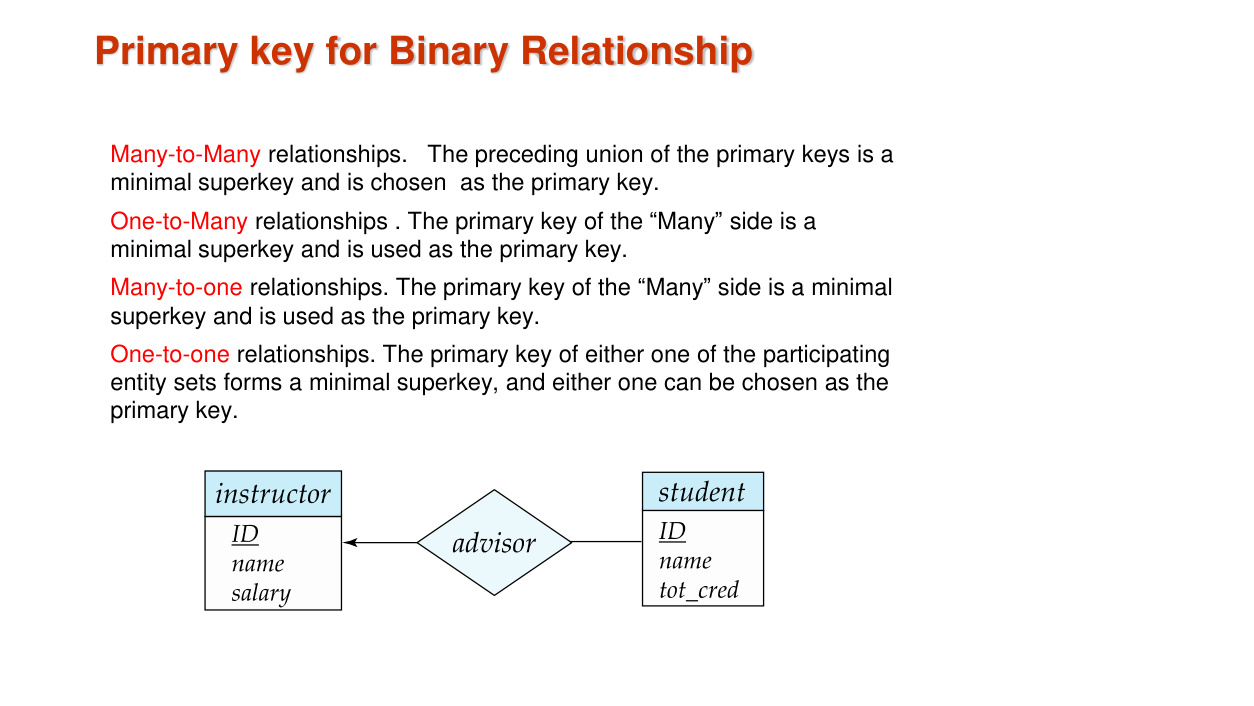 Primary key for Binary Relationship
Many-to-Many relationships.   The preceding union of the primary keys is a
minimal superkey and is chosen  as the primary key.
One-to-Many relationships . The primary key of the “Many” side is a
minimal superkey and is used as the primary key.
Many-to-one relationships. The primary key of the “Many” side is a minimal
superkey and is used as the primary key.
One-to-one relationships. The primary key of either one of the participating
entity sets forms a minimal superkey, and either one can be chosen as the
primary key.
instructor
ID
name
salary
advisor
student
ID
name
tot_cred